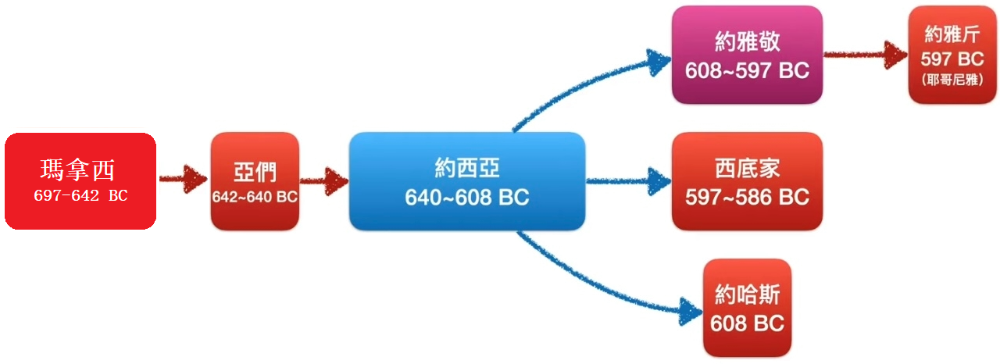 瑪拿西
697-642 BC
亞們
642~640 BC
約西亞
640~608 BC
約雅敬
608~597 BC
約雅斤
597 BC
(耶哥尼雅)
西底家
597~586 BC
約哈斯
608 BC